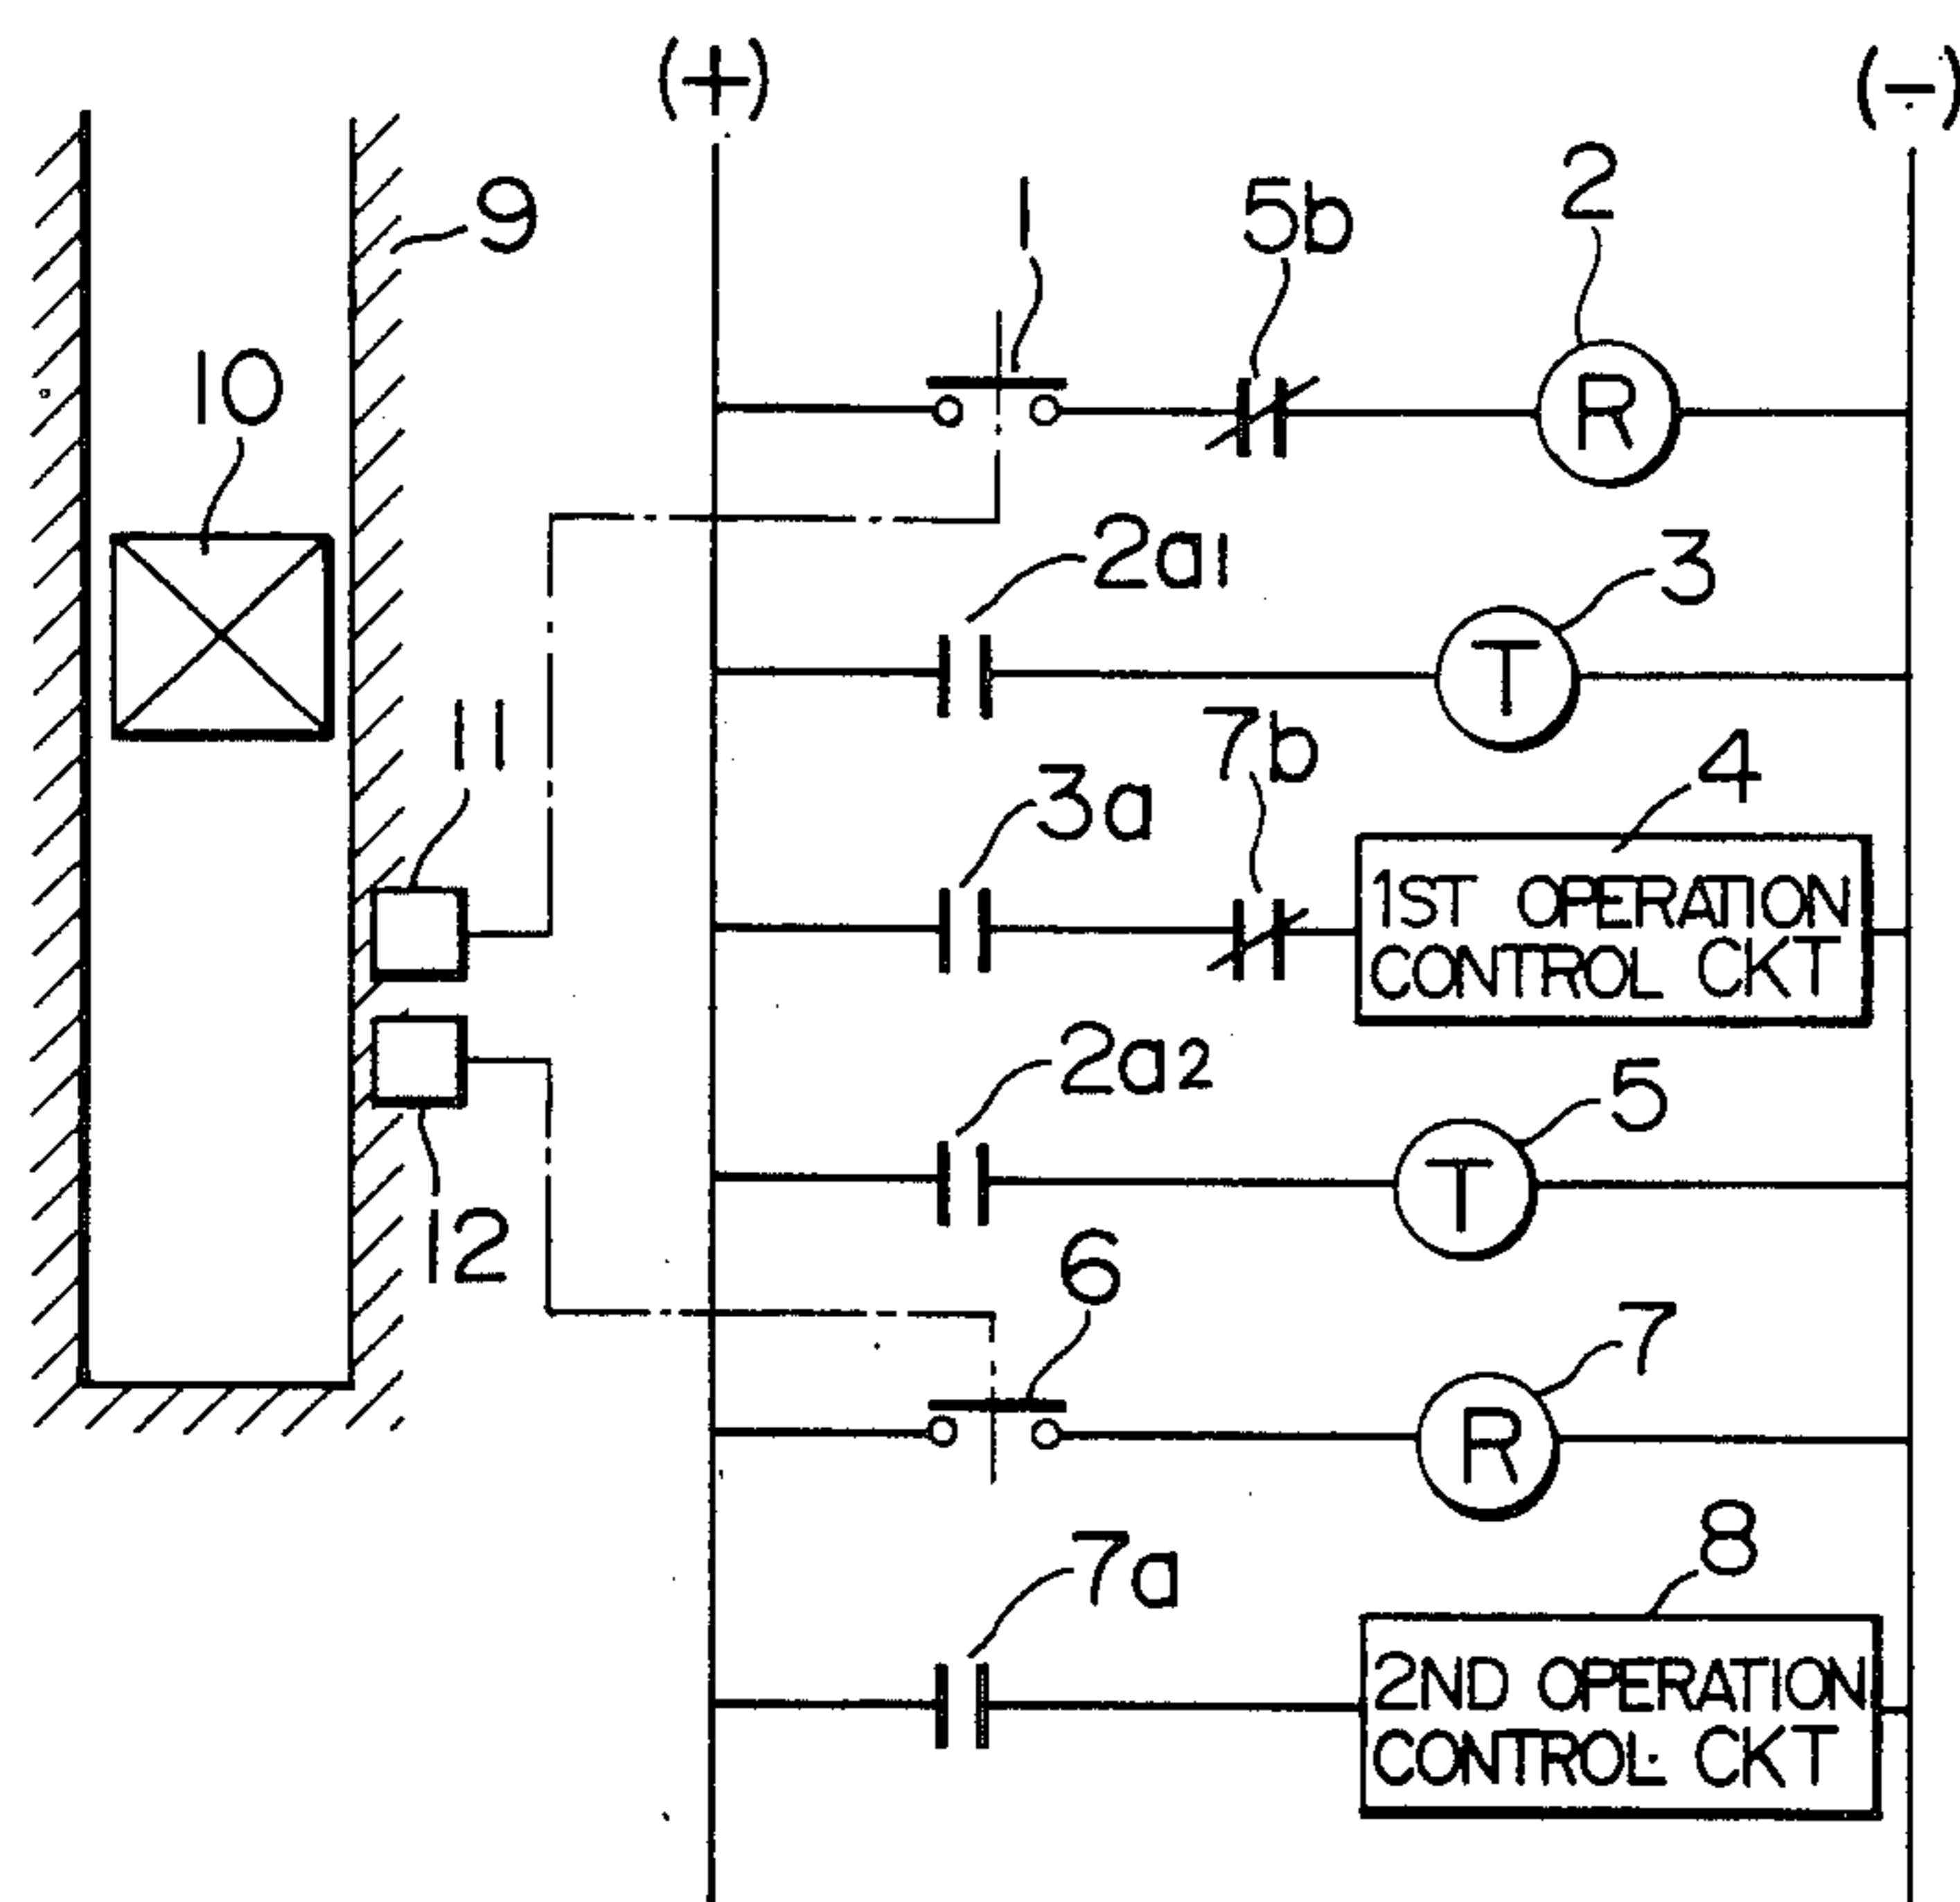 (+)
(-)
9
1
5b
2
R
10
2a1
3
T
11
3a
7b
4
1ST OPERATION
CONTROL CKT
2a2
5
T
12
6
7
R
7a
8
2ND OPERATION
CONTROL CKT